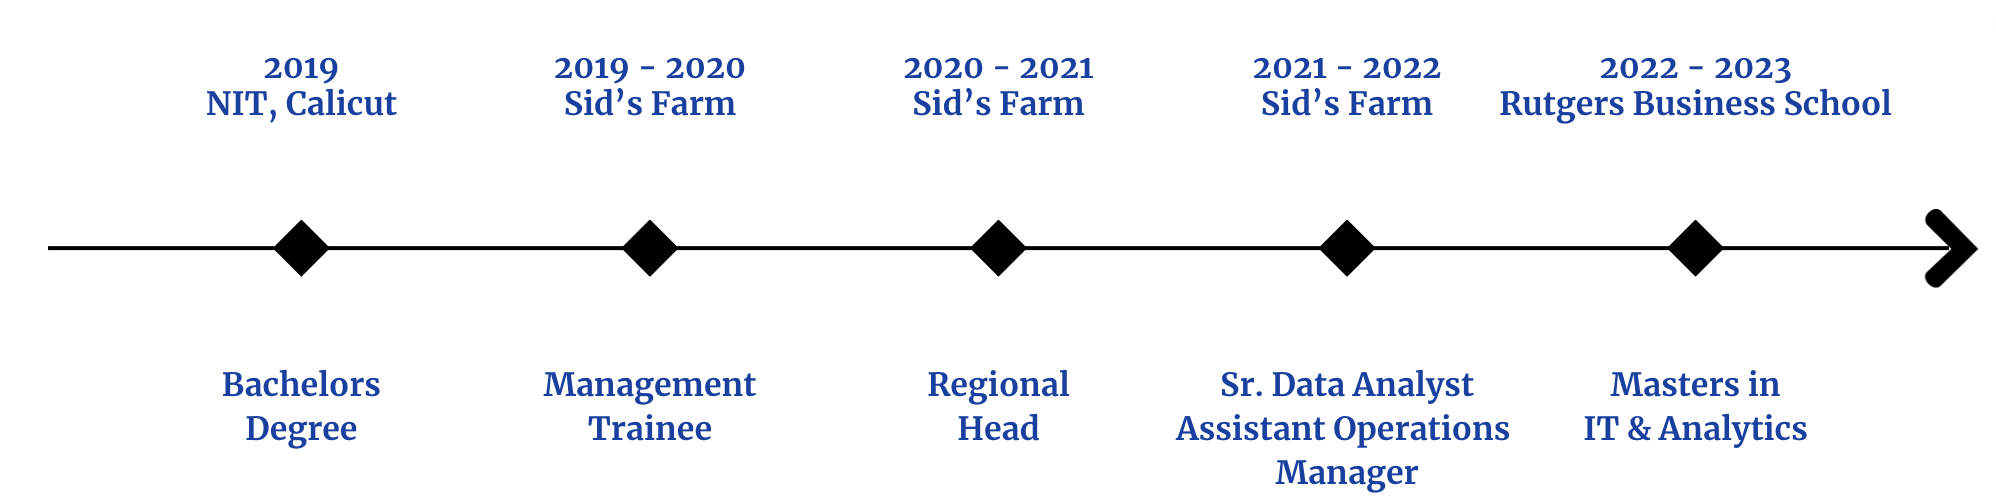 2019
NIT, Calicut
2019 - 2020
Sid’s Farm
2020 - 2021
Sid’s Farm
2021 - 2022
Sid’s Farm
2022 - 2023
Rutgers Business School
Bachelors
Degree
Management
Trainee
Regional
Head
Sr. Data Analyst
Assistant Operations
Manager
Masters in
IT & Analytics